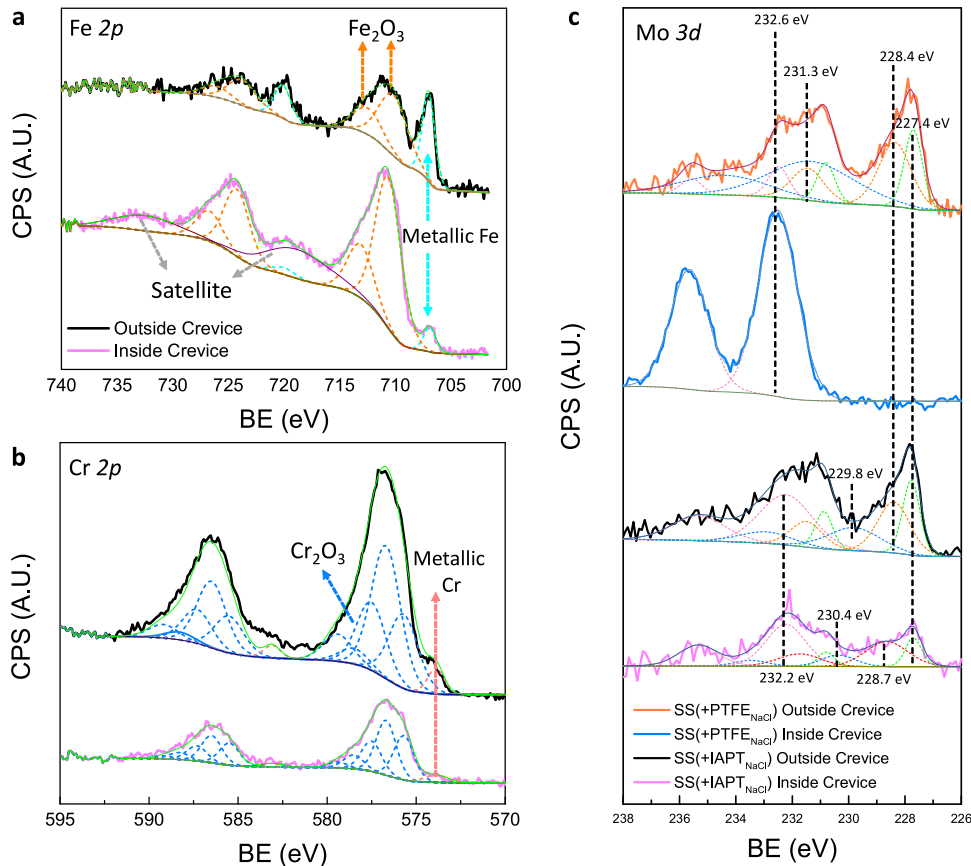 a
Fe 2p
Fe2O3
Metallic Fe
Satellite
Outside Crevice
Inside Crevice
CPS (A.U.)
740 735 730 725 720 715 710 705 700
BE (eV)
b
Cr 2p
Cr2O3
Metallic
Cr
CPS (A.U.)
595 590 585 580 575 570
BE (eV)
c
Mo 3d
232.6 eV
231.3 eV
228.4 eV
227.4 eV
229.8 eV
230.4 eV
232.2 eV
228.7 eV
CPS (A.U.)
SS(+PTFENaCl) Outside Crevice
SS(+PTFENaCl) Inside Crevice
SS(+IAPTNaCl) Outside Crevice
SS(+IAPTNaCl) Inside Crevice
238 236 234 232 230 228 226
BE (eV)